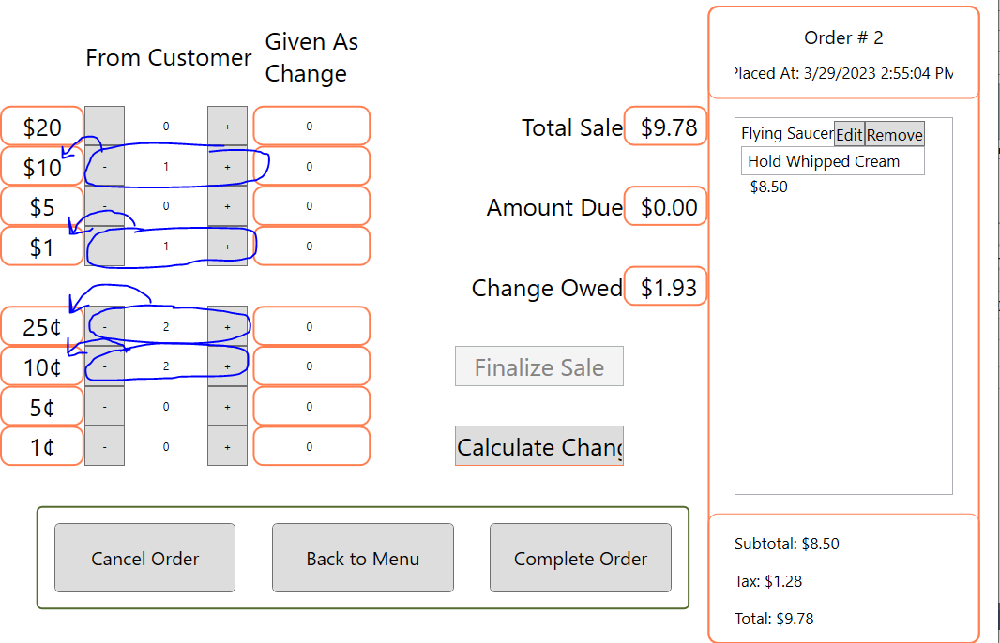 From Customer
Given As
Change
$20 - 0 + 0
$10 - 1 + 0
$5 - 0 + 0
$1 - 1 + 0
25¢ - 2 + 0
10¢ - 2 + 0
5¢ - 0 + 0
1¢ - 0 + 0
Total Sale $9.78
Amount Due $0.00
Change Owed $1.93
Finalize Sale
Calculate Chang
Cancel Order
Back to Menu
Complete Order
Order # 2
Placed At: 3/29/2023 2:55:04 PM
Flying Saucer Edit Remove
Hold Whipped Cream
$8.50
Subtotal: $8.50
Tax: $1.28
Total: $9.78